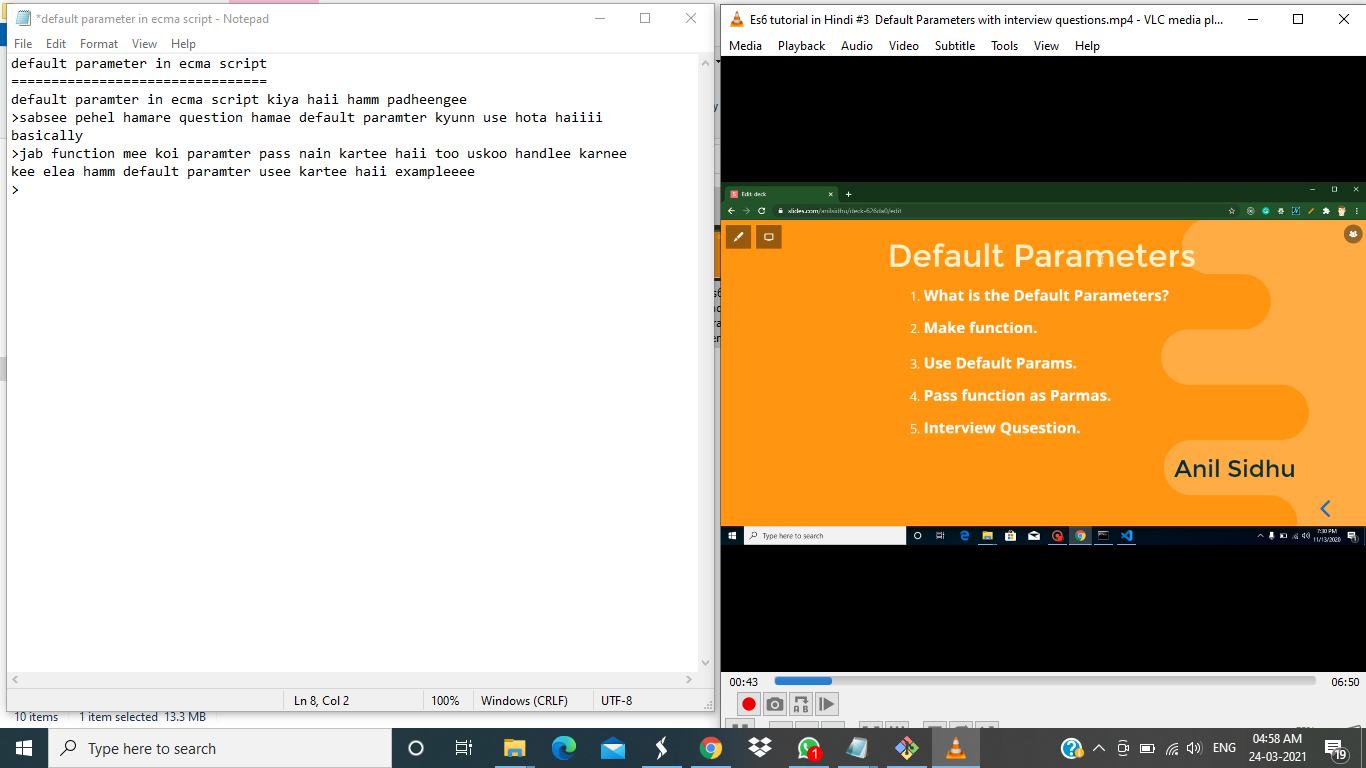 *default parameter in ecma script - Notepad
File Edit Format View Help
default parameter in ecma script
================================
default paramter in ecma script kiya haii hamm padheengee
>sabsee pehel hamare question hamae default paramter kyunn use hota haiiii
basically
>jab function mee koi paramter pass nain kartee haii too uskoo handlee karnee
kee elea hamm default paramter usee kartee haii exampleeee
>
Ln 8, Col 2 100% Windows (CRLF) UTF-8
10 items 1 item selected 13.3 MB
Es6 tutorial in Hindi #3 Default Parameters with interview questions.mp4 - VLC media pl...
Media Playback Audio Video Subtitle Tools View Help
Edit: deck
slides.com/anilsidhu/deck-626da0/edit
Default Parameters
1. What is the Default Parameters?
2. Make function.
3. Use Default Params.
4. Pass function as Parmas.
5. Interview Qusestion.
Anil Sidhu
Type here to search
7:30 PM
11/13/2020
00:43 06:50
A B
Type here to search
1
ENG
04:58 AM
24-03-2021
19